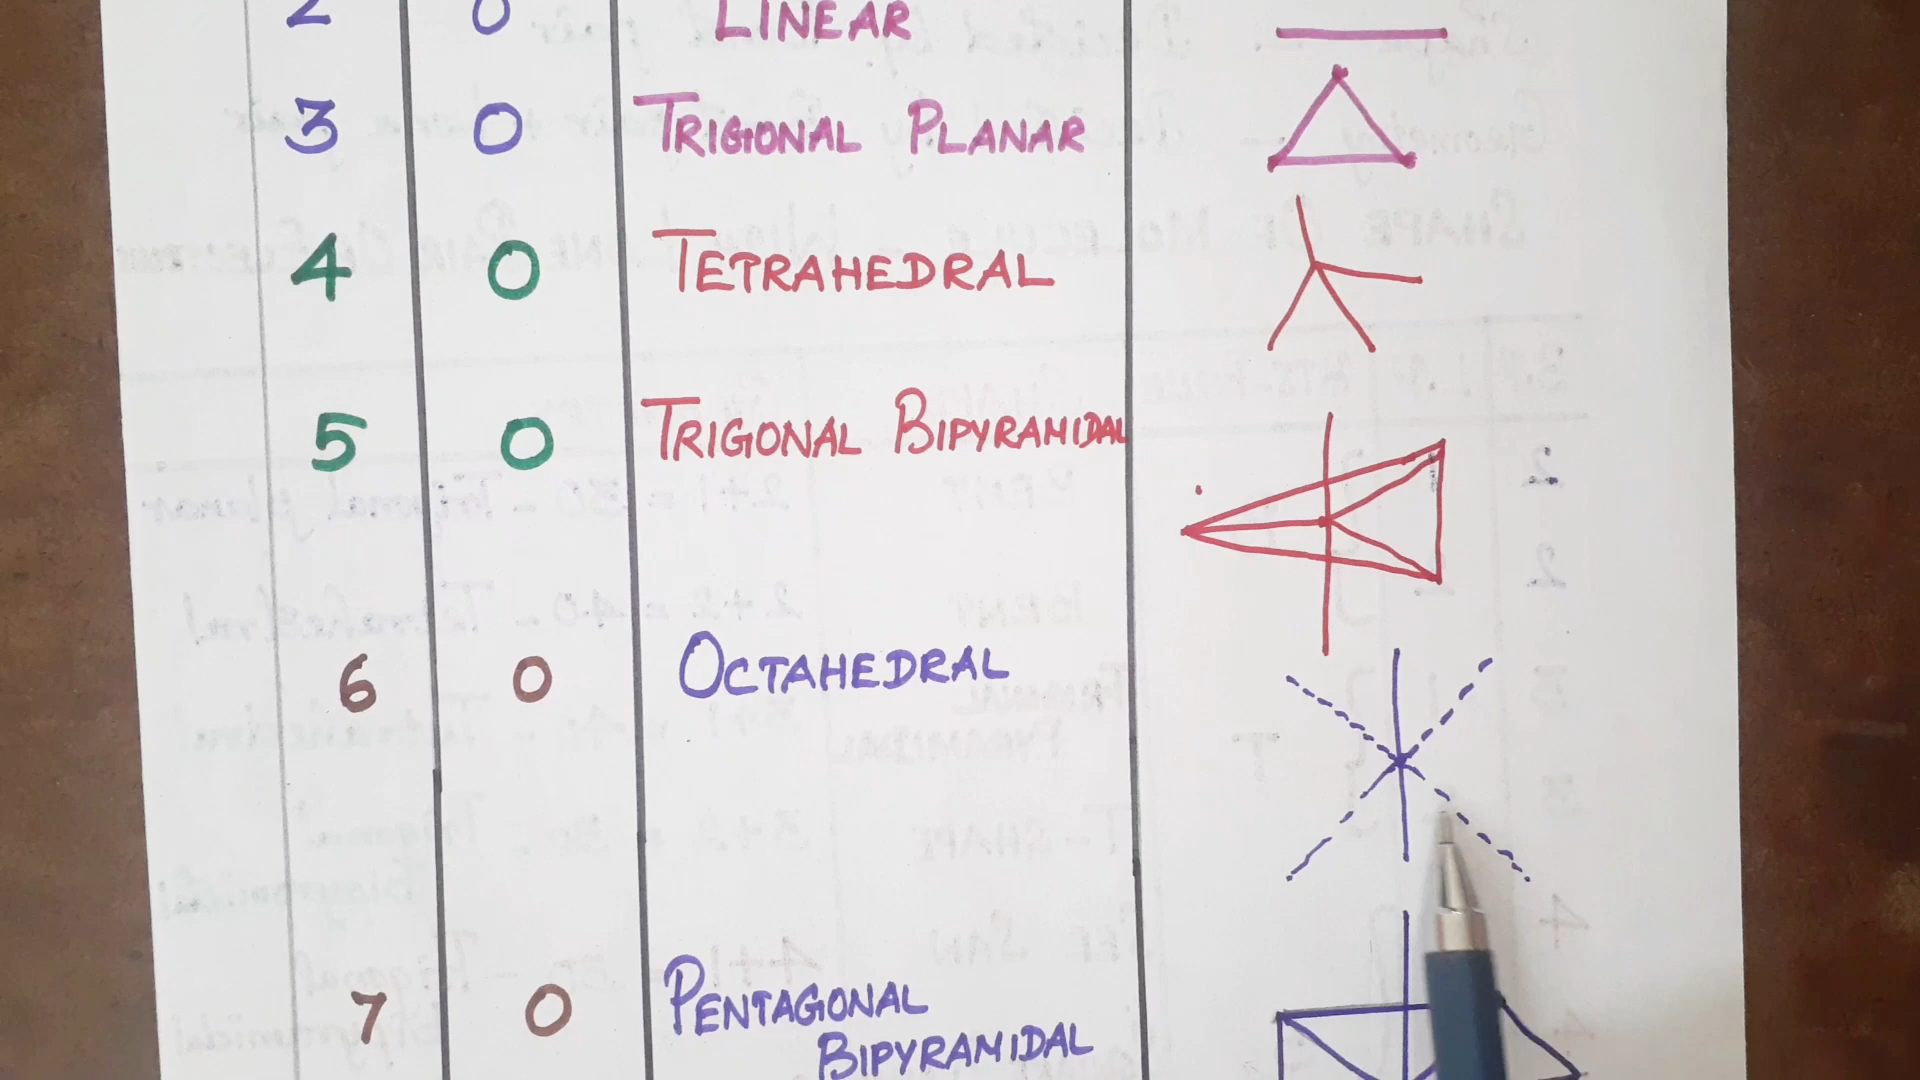 2 0 LINEAR
3 0 TRIGIONAL PLANAR
4 0 TETRAHEDRAL
5 0 TRIGONAL BIPYRAMIDAL
6 0 OCTAHEDRAL
7 0 PENTAGONAL
BIPYRAMIDAL